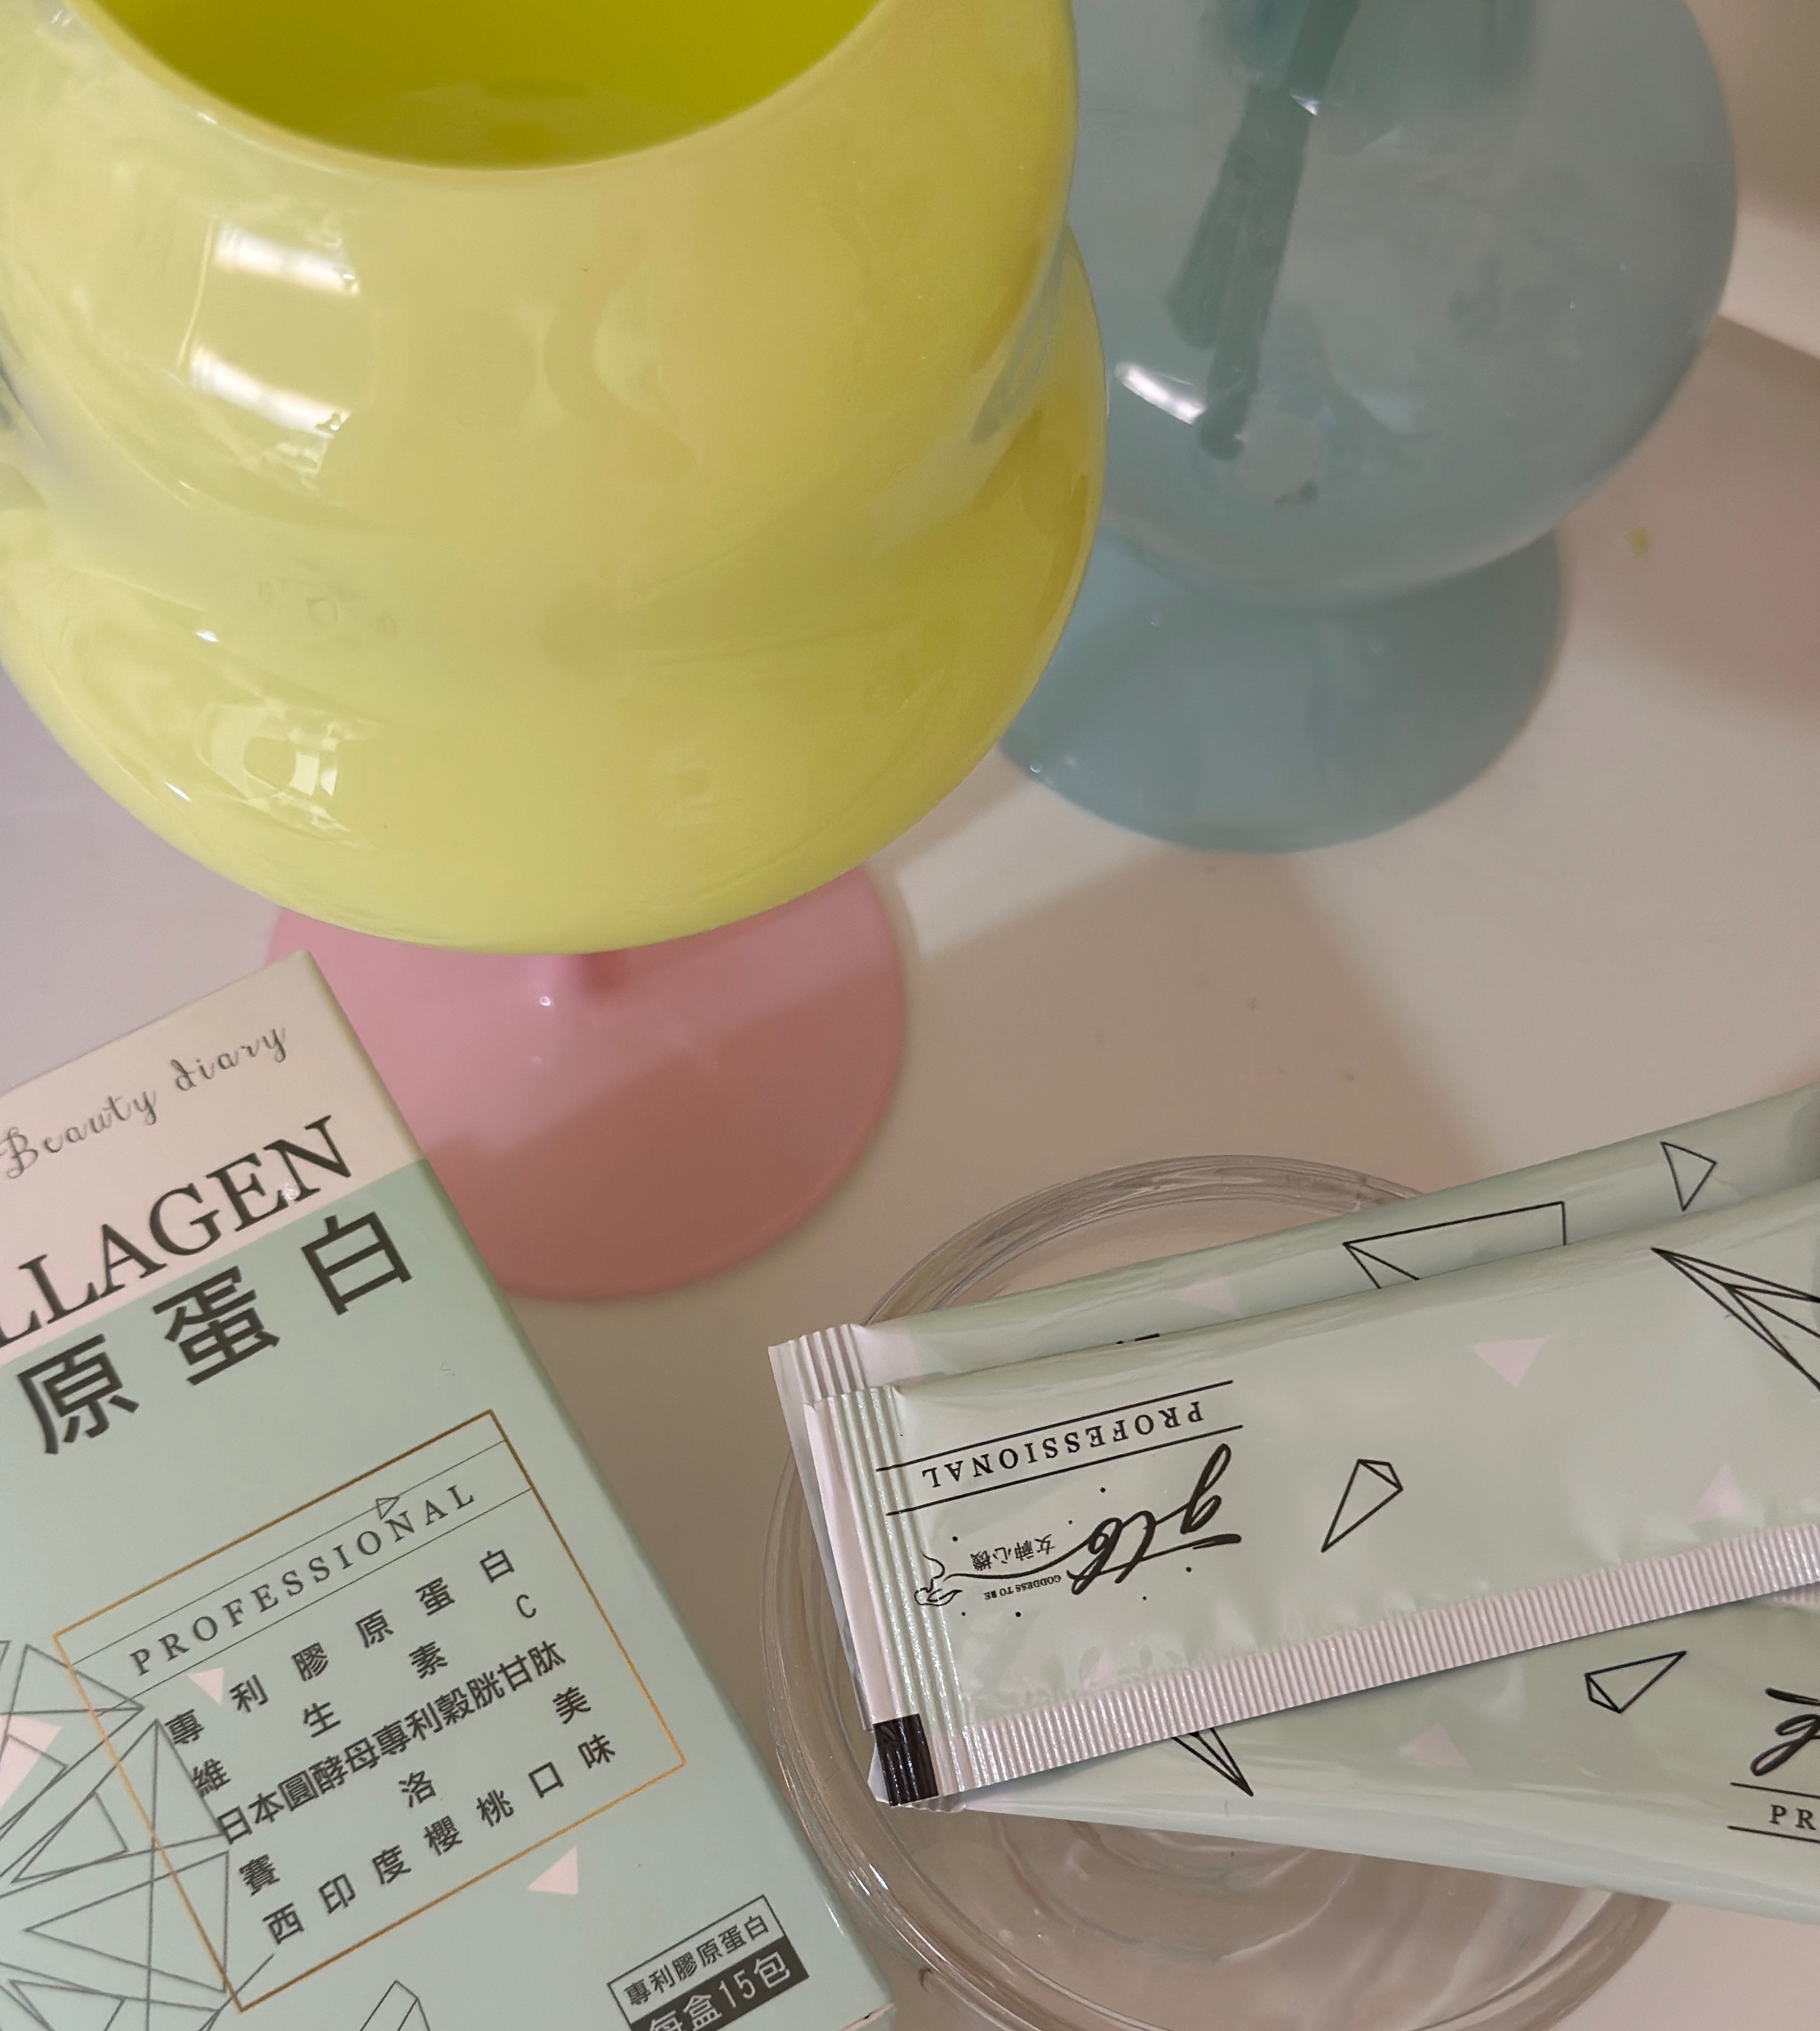 Beauty diary
LLAGEN
原蛋白
PROFESSIONAL
專利膠原蛋白
維生素C
日本圓酵母專利穀胱甘肽
賽洛美
西印度櫻桃口味
專利膠原蛋白
每盒15包
PROFESSIONAL
glb
女神心機
GODDESS TO BE
g
PR